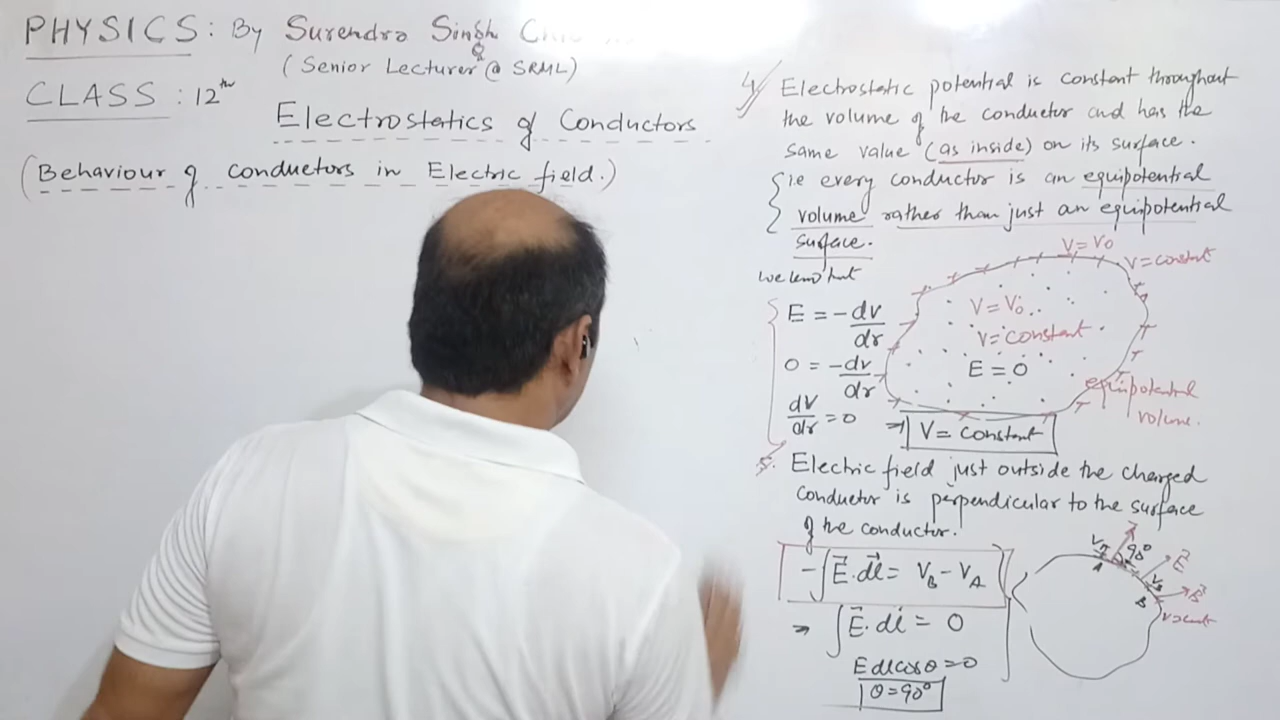 PHYSICS: By Surendra Singh
(Senior Lecturer @ SRML)
CLASS : 12th
Electrostatics of Conductors
(Behaviour of conductors in Electric field.)
4/ Electrostatic potential is constant throughout
the volume of the conductor and has the
same value (as inside) on its surface.
{i.e every conductor is an equipotential
volume rather than just an equipotential
surface.
we know that
V = V₀
V = constant
E = -dv/dr
V = V₀
V = constant
0 = -dv/dr
E = 0
equipotential
volume.
dV/dr = 0
⇒ V = constant
5. Electric field just outside the charged
conductor is perpendicular to the surface
of the conductor.
-∫E⃗.dl⃗ = V_B - V_A
⇒ ∫E⃗.dl = 0
E dl cosθ = 0
θ = 90°
90°
E⃗
A
B